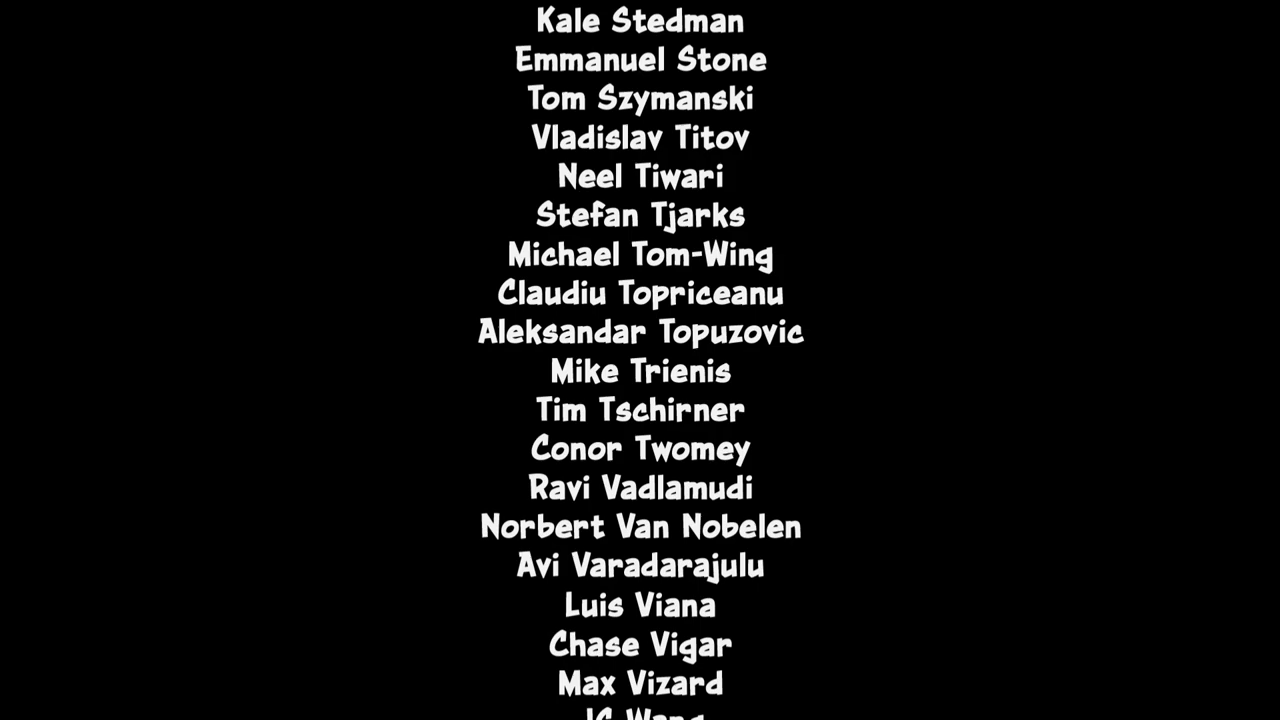 Kale Stedman
Emmanuel Stone
Tom Szymanski
Vladislav Titov
Neel Tiwari
Stefan Tjarks
Michael Tom-Wing
Claudiu Topriceanu
Aleksandar Topuzovic
Mike Trienis
Tim Tschirner
Conor Twomey
Ravi Vadlamudi
Norbert Van Nobelen
Avi Varadarajulu
Luis Viana
Chase Vigar
Max Vizard
Wang